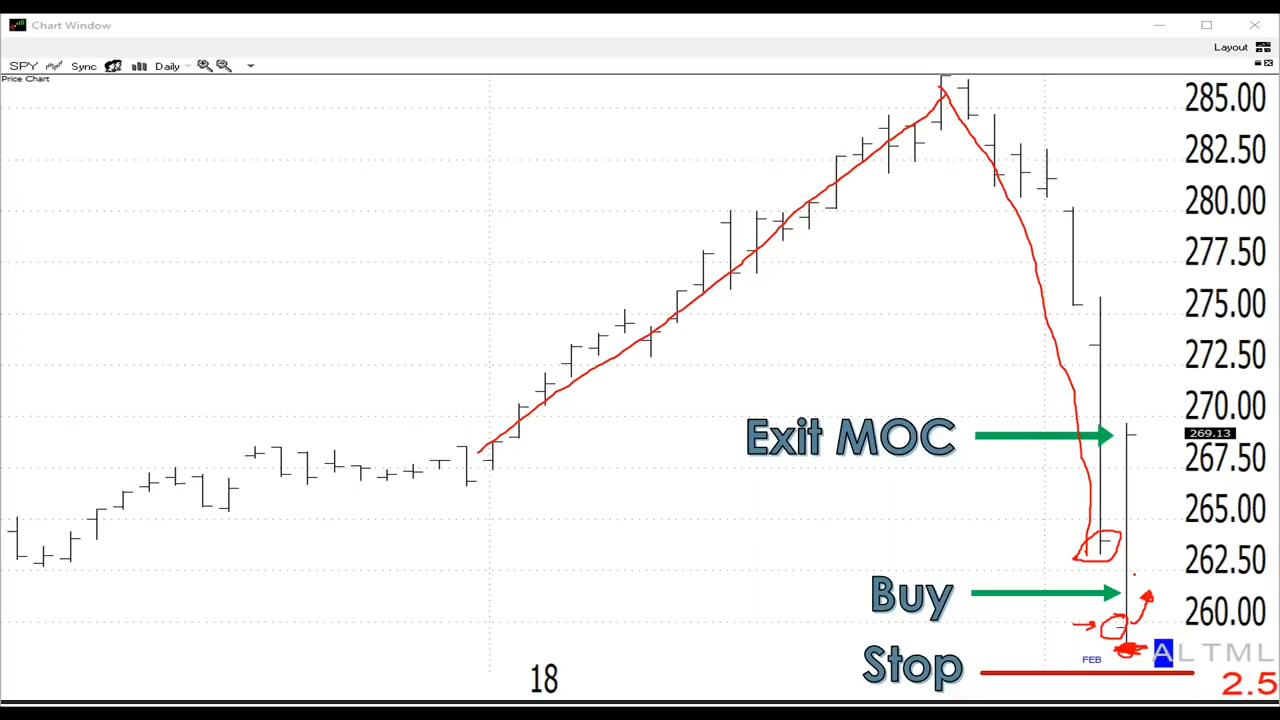 Chart Window
Layout
SPY Sync Daily
Price Chart
285.00
282.50
280.00
277.50
275.00
272.50
270.00
Exit MOC
269.13
267.50
265.00
262.50
Buy
260.00
FEB
ALTML
Stop
18
2.5